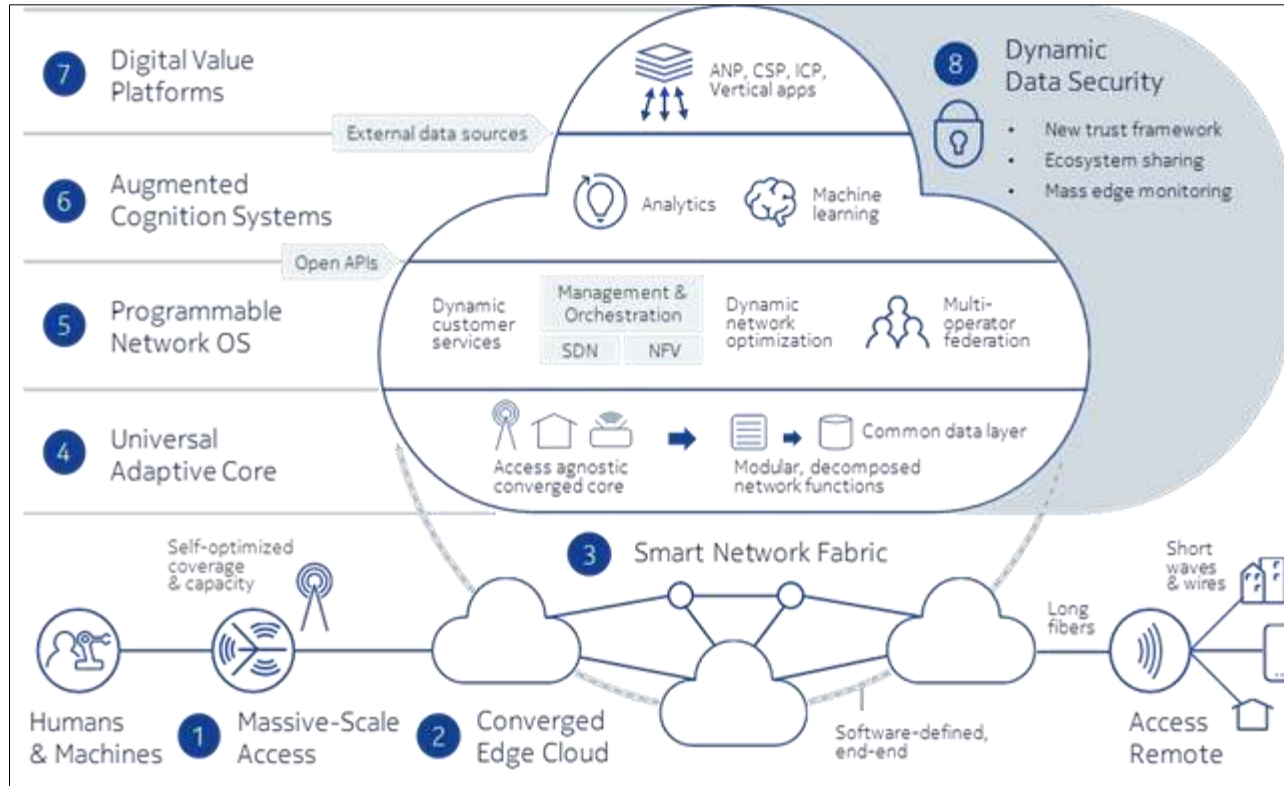 7
Digital Value
Platforms
ANP, CSP, ICP,
Vertical apps
8
Dynamic
Data Security
• New trust framework
• Ecosystem sharing
• Mass edge monitoring
External data sources
6
Augmented
Cognition Systems
Analytics
Machine
learning
Open APIs
5
Programmable
Network OS
Dynamic
customer
services
Management &
Orchestration
SDN
NFV
Dynamic
network
optimization
Multi-
operator
federation
4
Universal
Adaptive Core
Access agnostic
converged core
Common data layer
Modular, decomposed
network functions
Self-optimized
coverage
& capacity
3
Smart Network Fabric
Short
waves
& wires
Long
fibers
Humans
& Machines
1
Massive-Scale
Access
2
Converged
Edge Cloud
Software-defined,
end-end
Access
Remote